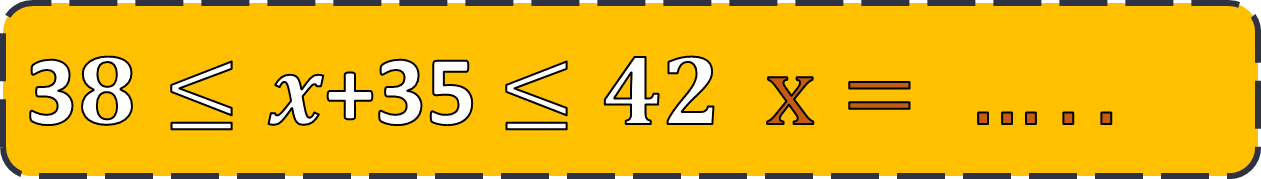 38 ≤ x+35 ≤ 42 x = ... . .